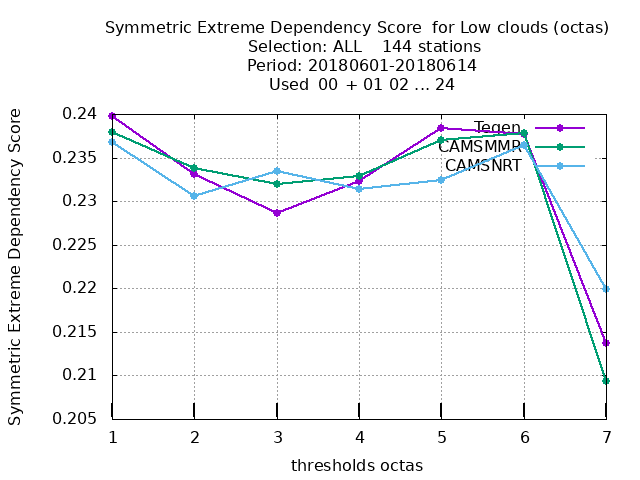 Symmetric Extreme Dependency Score for Low clouds (octas)
Selection: ALL 144 stations
Period: 20180601-20180614
Used 00 + 01 02 ... 24
Symmetric Extreme Dependency Score
0.24
0.235
0.23
0.225
0.22
0.215
0.21
0.205
Tegen
CAMSMMR
CAMSNRT
1 2 3 4 5 6 7
thresholds octas